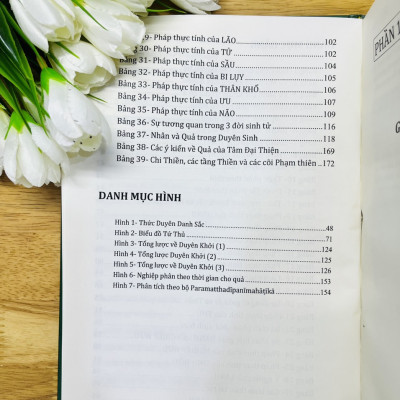 Bảng 29- Pháp thực tính của LÃO 102
Bảng 30- Pháp thực tính của TỬ 102
Bảng 31- Pháp thực tính của SẦU 104
Bảng 32- Pháp thực tính của BI LỤY 105
Bảng 33- Pháp thực tính của THÂN KHỔ
Bảng 34- Pháp thực tính của ƯU
Bảng 35- Pháp thực tính của NÃO 109
Bảng 36- Sự tương quan trong 3 đời sinh tử 116
Bảng 37- Nhân và Quả trong Duyên Sinh 118
Bảng 38- Các ý kiến về Quả của Tâm Đại Thiện 169
Bảng 39- Chi Thiền, các tầng Thiền và các cõi Phạm thiên 172
DANH MỤC HÌNH
Hình 1- Thức Duyên Danh Sắc 48
Hình 2- Biểu đồ Tứ Thủ 71
Hình 3- Tổng lược về Duyên Khởi (1) 124
Hình 4- Tổng lược Duyên Khởi (2) 125
Hình 5- Tổng lược về Duyên Khởi (3) 126
Hình 6- Nghiệp phân theo thời gian cho quả 130
Hình 7- Phân tích theo bộ Paramatthadīpanīmahāṭīkā 154
PHẦN